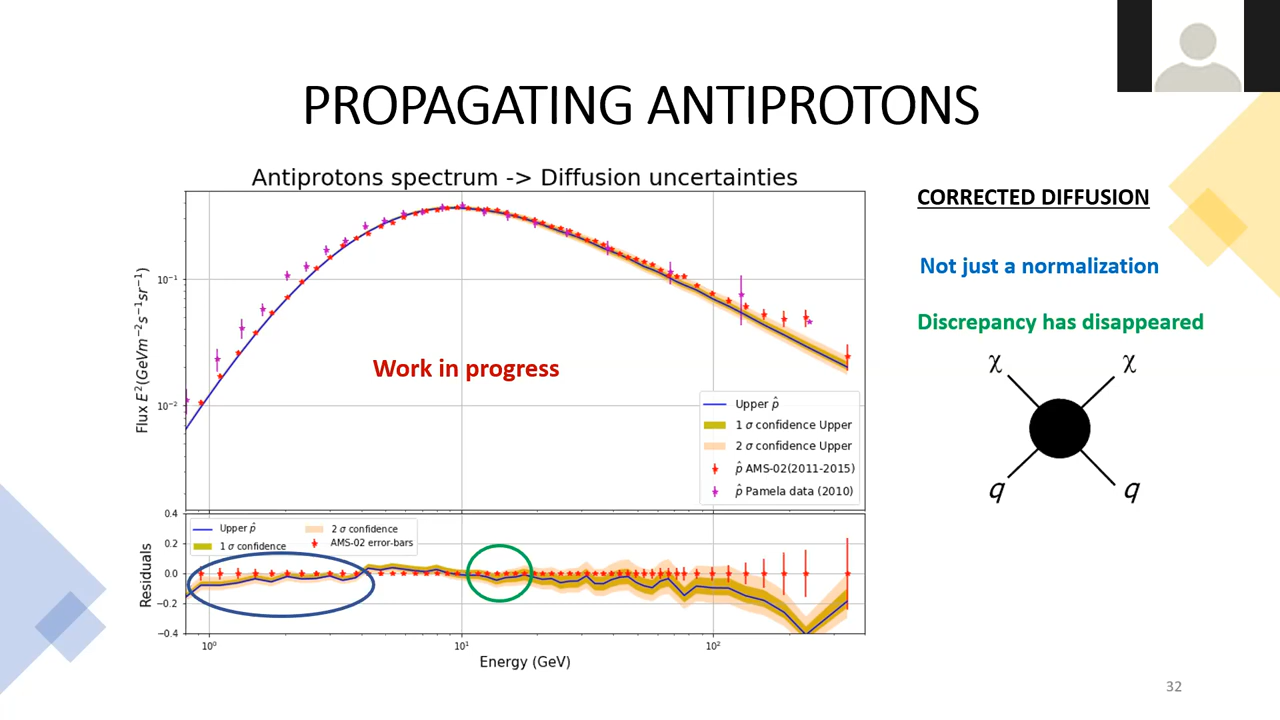 PROPAGATING ANTIPROTONS
Antiprotons spectrum -> Diffusion uncertainties
Flux E²(GeVm⁻²s⁻¹sr⁻¹)
10⁻¹
10⁻²
Work in progress
Upper p̂
1 σ confidence Upper
2 σ confidence Upper
p̂ AMS-02(2011-2015)
p̂ Pamela data (2010)
Residuals
0.4
0.2
0.0
−0.2
−0.4
Upper p̂
1 σ confidence
2 σ confidence
AMS-02 error-bars
10⁰
10¹
10²
Energy (GeV)
CORRECTED DIFFUSION
Not just a normalization
Discrepancy has disappeared
χ χ
q q
32